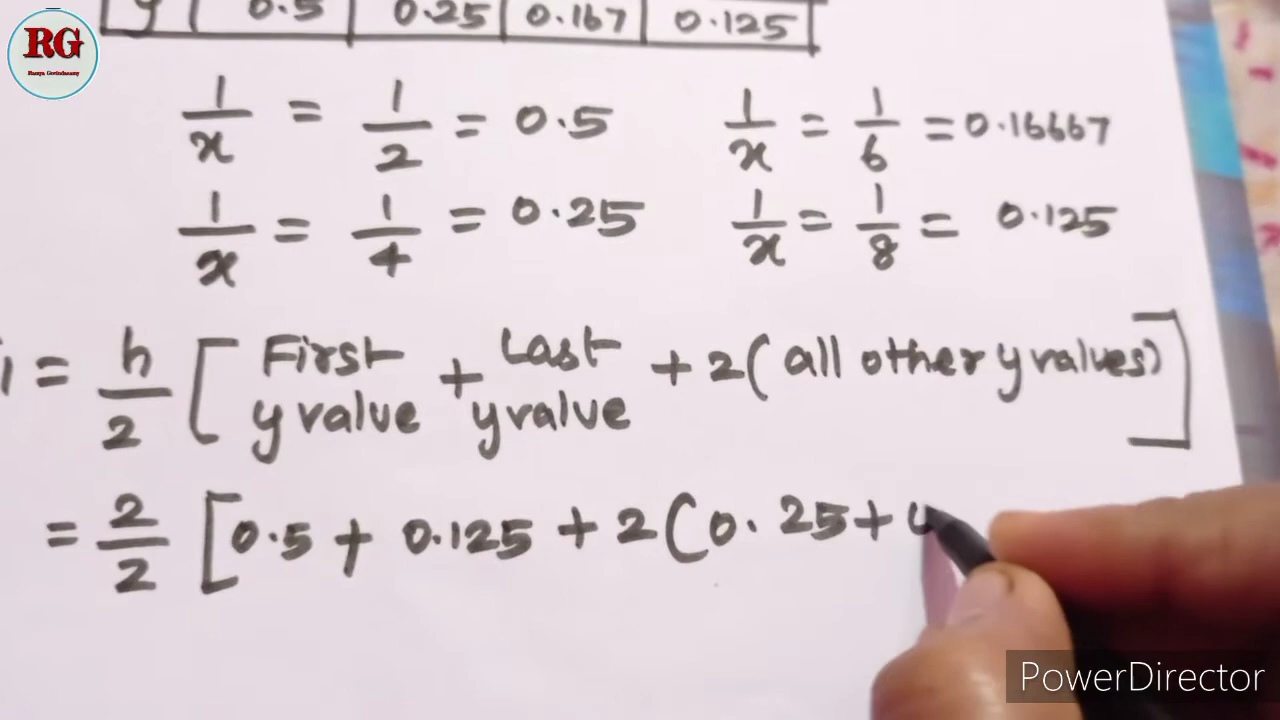 RG
Ramya Govindasamy
y 0.5 0.25 0.167 0.125
1/x = 1/2 = 0.5 1/x = 1/6 = 0.16667
1/x = 1/4 = 0.25 1/x = 1/8 = 0.125
= h/2 [ First y value + Last y value + 2 ( all other y values) ]
= 2/2 [ 0.5 + 0.125 + 2 ( 0.25 +
PowerDirector